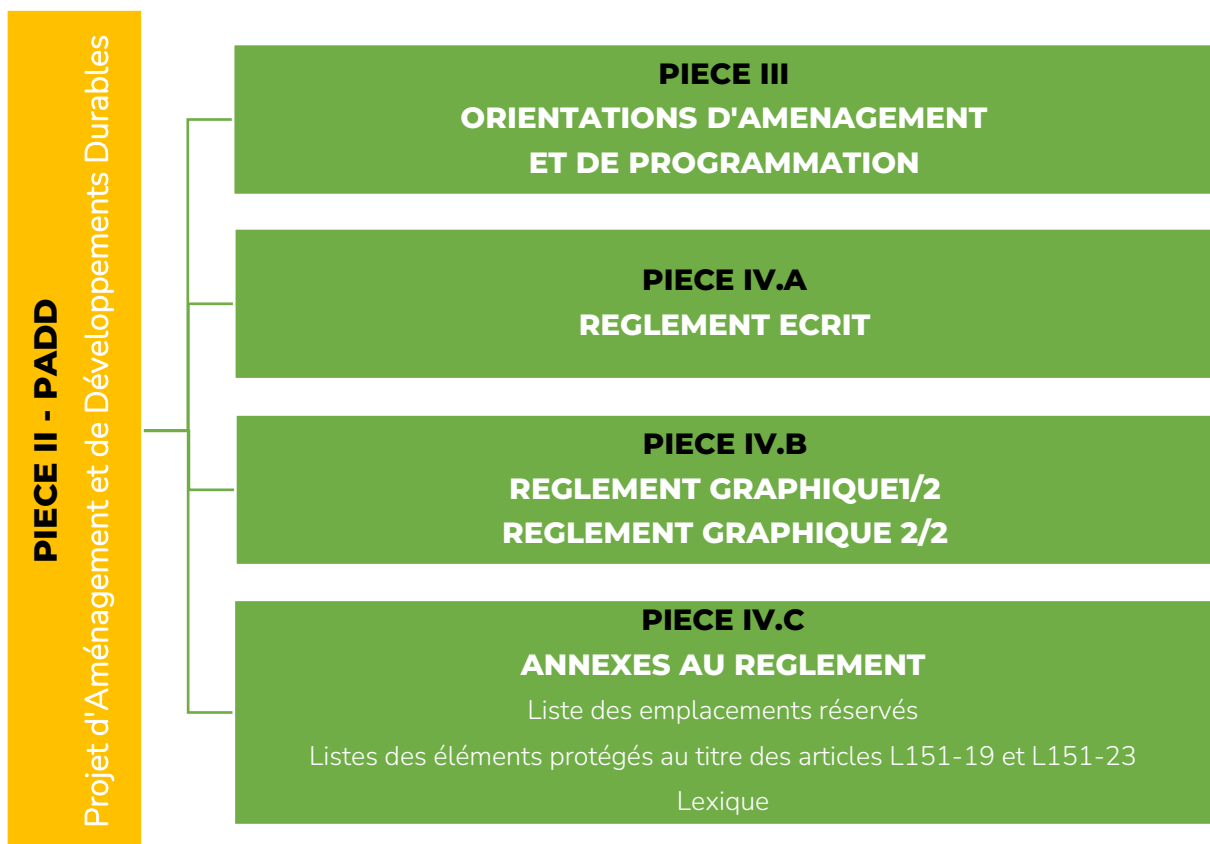 PIECE II - PADD
Projet d'Aménagement et de Développements Durables
PIECE III
ORIENTATIONS D'AMENAGEMENT
ET DE PROGRAMMATION
PIECE IV.A
REGLEMENT ECRIT
PIECE IV.B
REGLEMENT GRAPHIQUE1/2
REGLEMENT GRAPHIQUE 2/2
PIECE IV.C
ANNEXES AU REGLEMENT
Liste des emplacements réservés
Listes des éléments protégés au titre des articles L151-19 et L151-23
Lexique